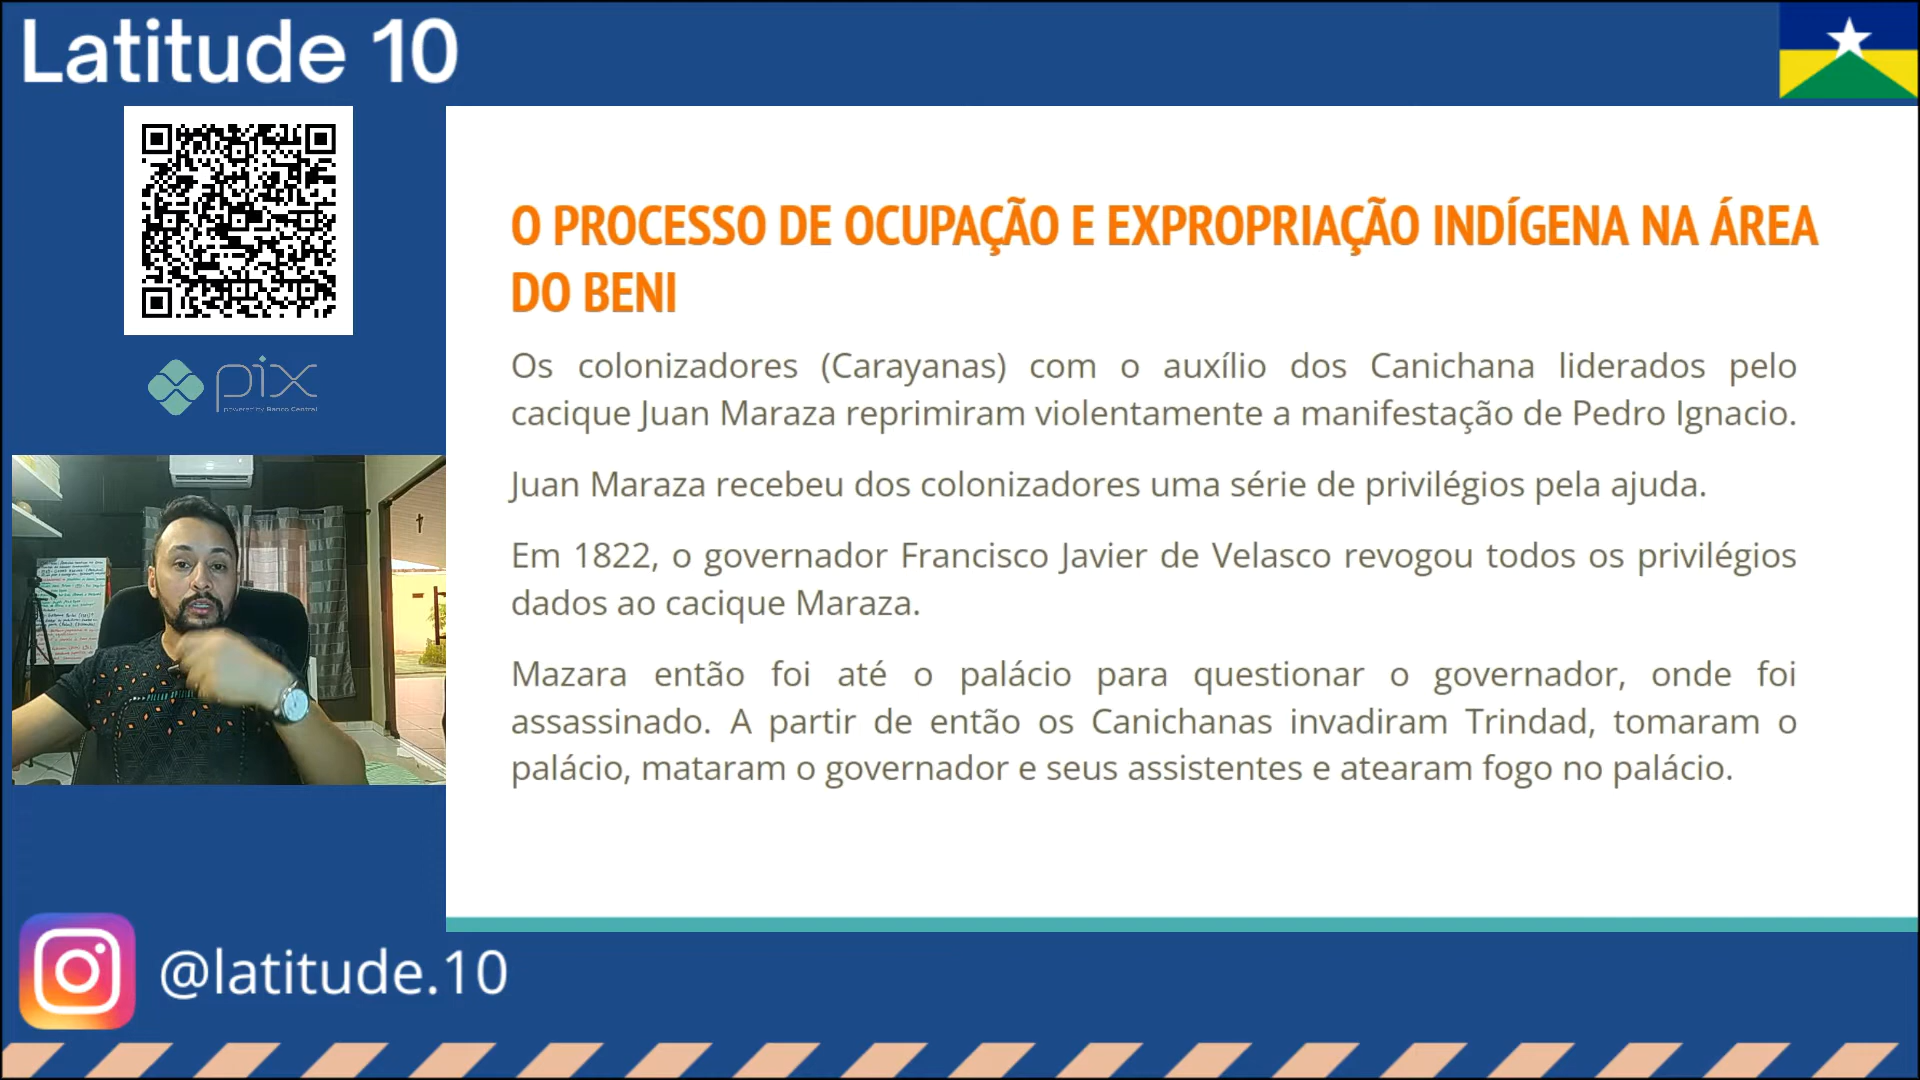 Latitude 10
pix
powered by Banco Central
O PROCESSO DE OCUPAÇÃO E EXPROPRIAÇÃO INDÍGENA NA ÁREA
DO BENI
Os colonizadores (Carayanas) com o auxílio dos Canichana liderados pelo
cacique Juan Maraza reprimiram violentamente a manifestação de Pedro Ignacio.
Juan Maraza recebeu dos colonizadores uma série de privilégios pela ajuda.
Em 1822, o governador Francisco Javier de Velasco revogou todos os privilégios
dados ao cacique Maraza.
Mazara então foi até o palácio para questionar o governador, onde foi
assassinado. A partir de então os Canichanas invadiram Trindad, tomaram o
palácio, mataram o governador e seus assistentes e atearam fogo no palácio.
@latitude.10